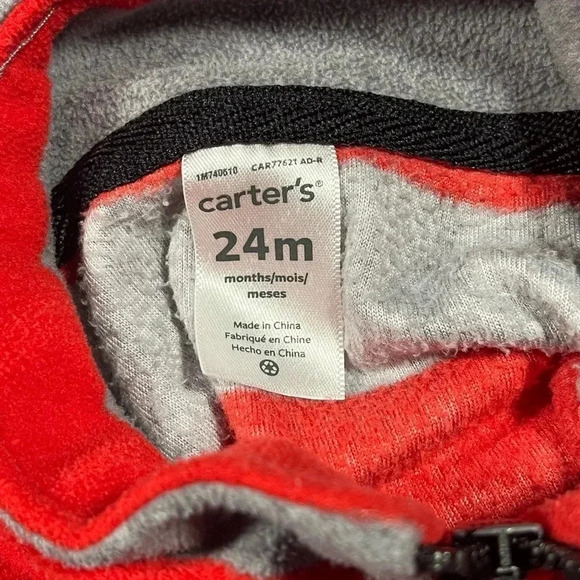 1M740610 CAR77621 AD-R
carter's®
24m
months/mois/
meses
Made in China
Fabriqué en Chine
Hecho en China